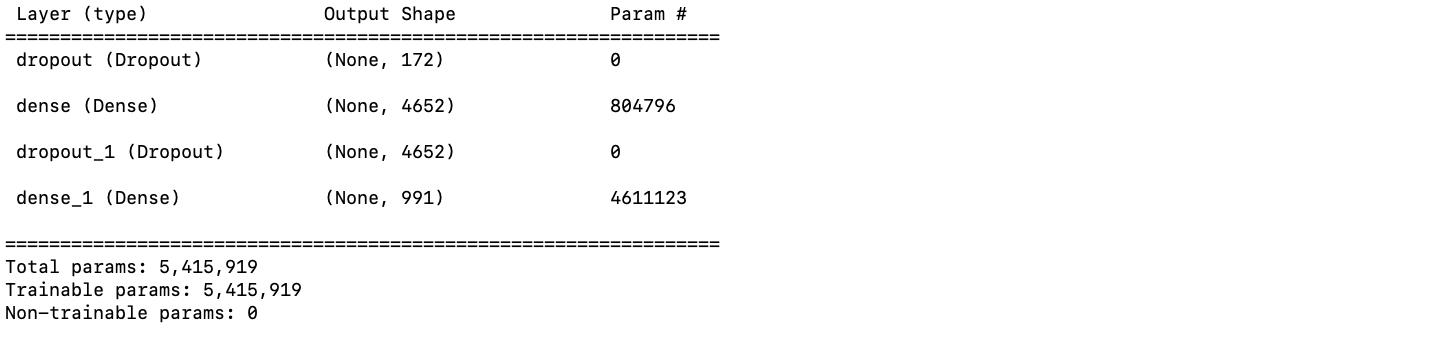 Layer (type) Output Shape Param #
=================================================================
dropout (Dropout) (None, 172) 0
dense (Dense) (None, 4652) 804796
dropout_1 (Dropout) (None, 4652) 0
dense_1 (Dense) (None, 991) 4611123
=================================================================
Total params: 5,415,919
Trainable params: 5,415,919
Non-trainable params: 0